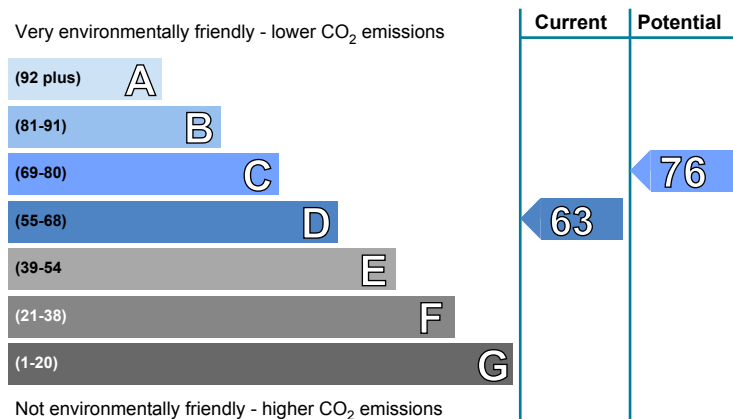 Current Potential
Very environmentally friendly - lower CO2 emissions
(92 plus) A
(81-91) B
(69-80) C 76
(55-68) D 63
(39-54 E
(21-38) F
(1-20) G
Not environmentally friendly - higher CO2 emissions